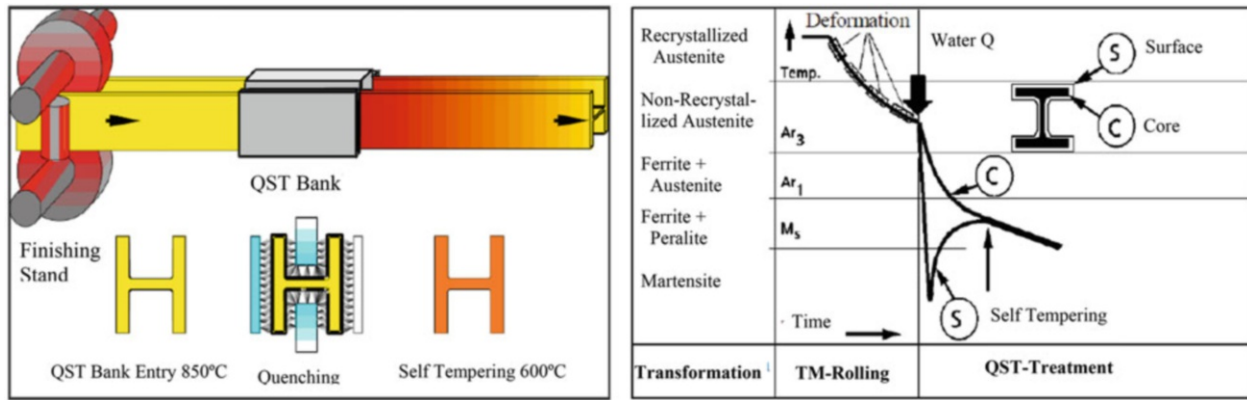 QST Bank
Finishing
Stand
QST Bank Entry 850ºC
Quenching
Self Tempering 600ºC
Recrystallized
Austenite
Non-Recrystal-
lized Austenite
Ferrite +
Austenite
Ferrite +
Peralite
Martensite
Deformation
Temp.
Ar3
Ar1
Ms
Water Q
S Surface
C Core
C
S
Self Tempering
Time
Transformation
TM-Rolling
QST-Treatment